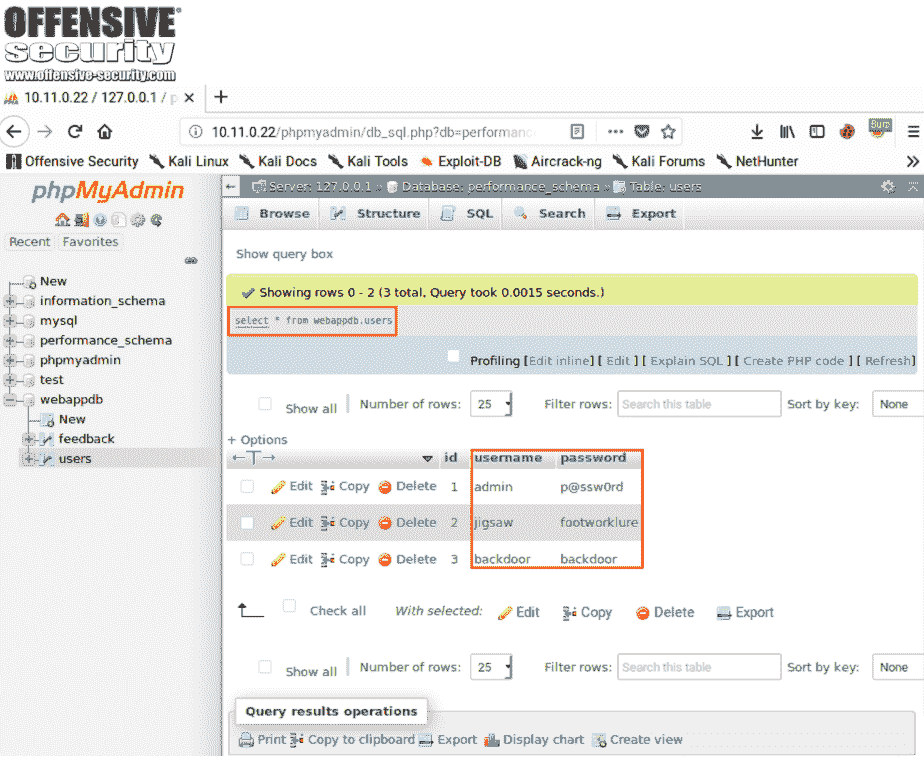 OFFENSIVE®
security
www.offensive-security.com
10.11.0.22 / 127.0.0.1 / p
10.11.0.22/phpmyadmin/db_sql.php?db=performanc
Offensive Security Kali Linux Kali Docs Kali Tools Exploit-DB Aircrack-ng Kali Forums NetHunter
phpMyAdmin
Recent Favorites
New
information_schema
mysql
performance_schema
phpmyadmin
test
webappdb
New
feedback
users
Server: 127.0.0.1 » Database: performance_schema » Table: users
Browse Structure SQL Search Export
Show query box
Showing rows 0 - 2 (3 total, Query took 0.0015 seconds.)
select * from webappdb.users
Profiling [Edit inline] [ Edit ] [ Explain SQL ] [ Create PHP code ] [ Refresh]
Show all Number of rows: 25 Filter rows: Search this table Sort by key: None
+ Options
←T→ id username password
Edit Copy Delete 1 admin p@ssw0rd
Edit Copy Delete 2 jigsaw footworklure
Edit Copy Delete 3 backdoor backdoor
Check all With selected: Edit Copy Delete Export
Show all Number of rows: 25 Filter rows: Search this table Sort by key: None
Query results operations
Print Copy to clipboard Export Display chart Create view